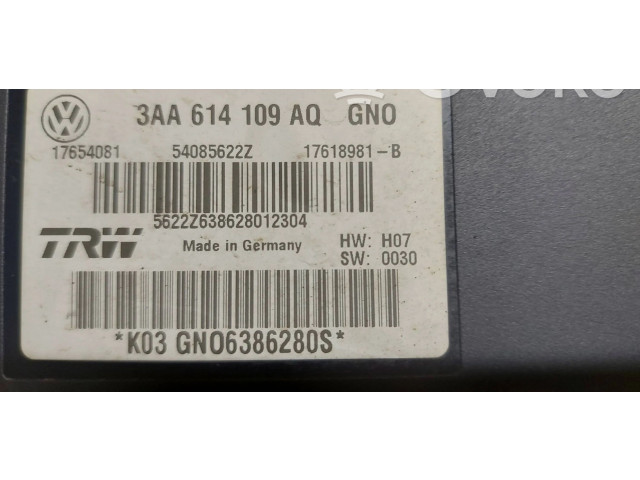 3AA 614 109 AQ GNO
17654081 54085622Z 17618981-B
5622Z638628012304
TRW Made in Germany HW: H07
SW: 0030
*K03 GNO6386280S*